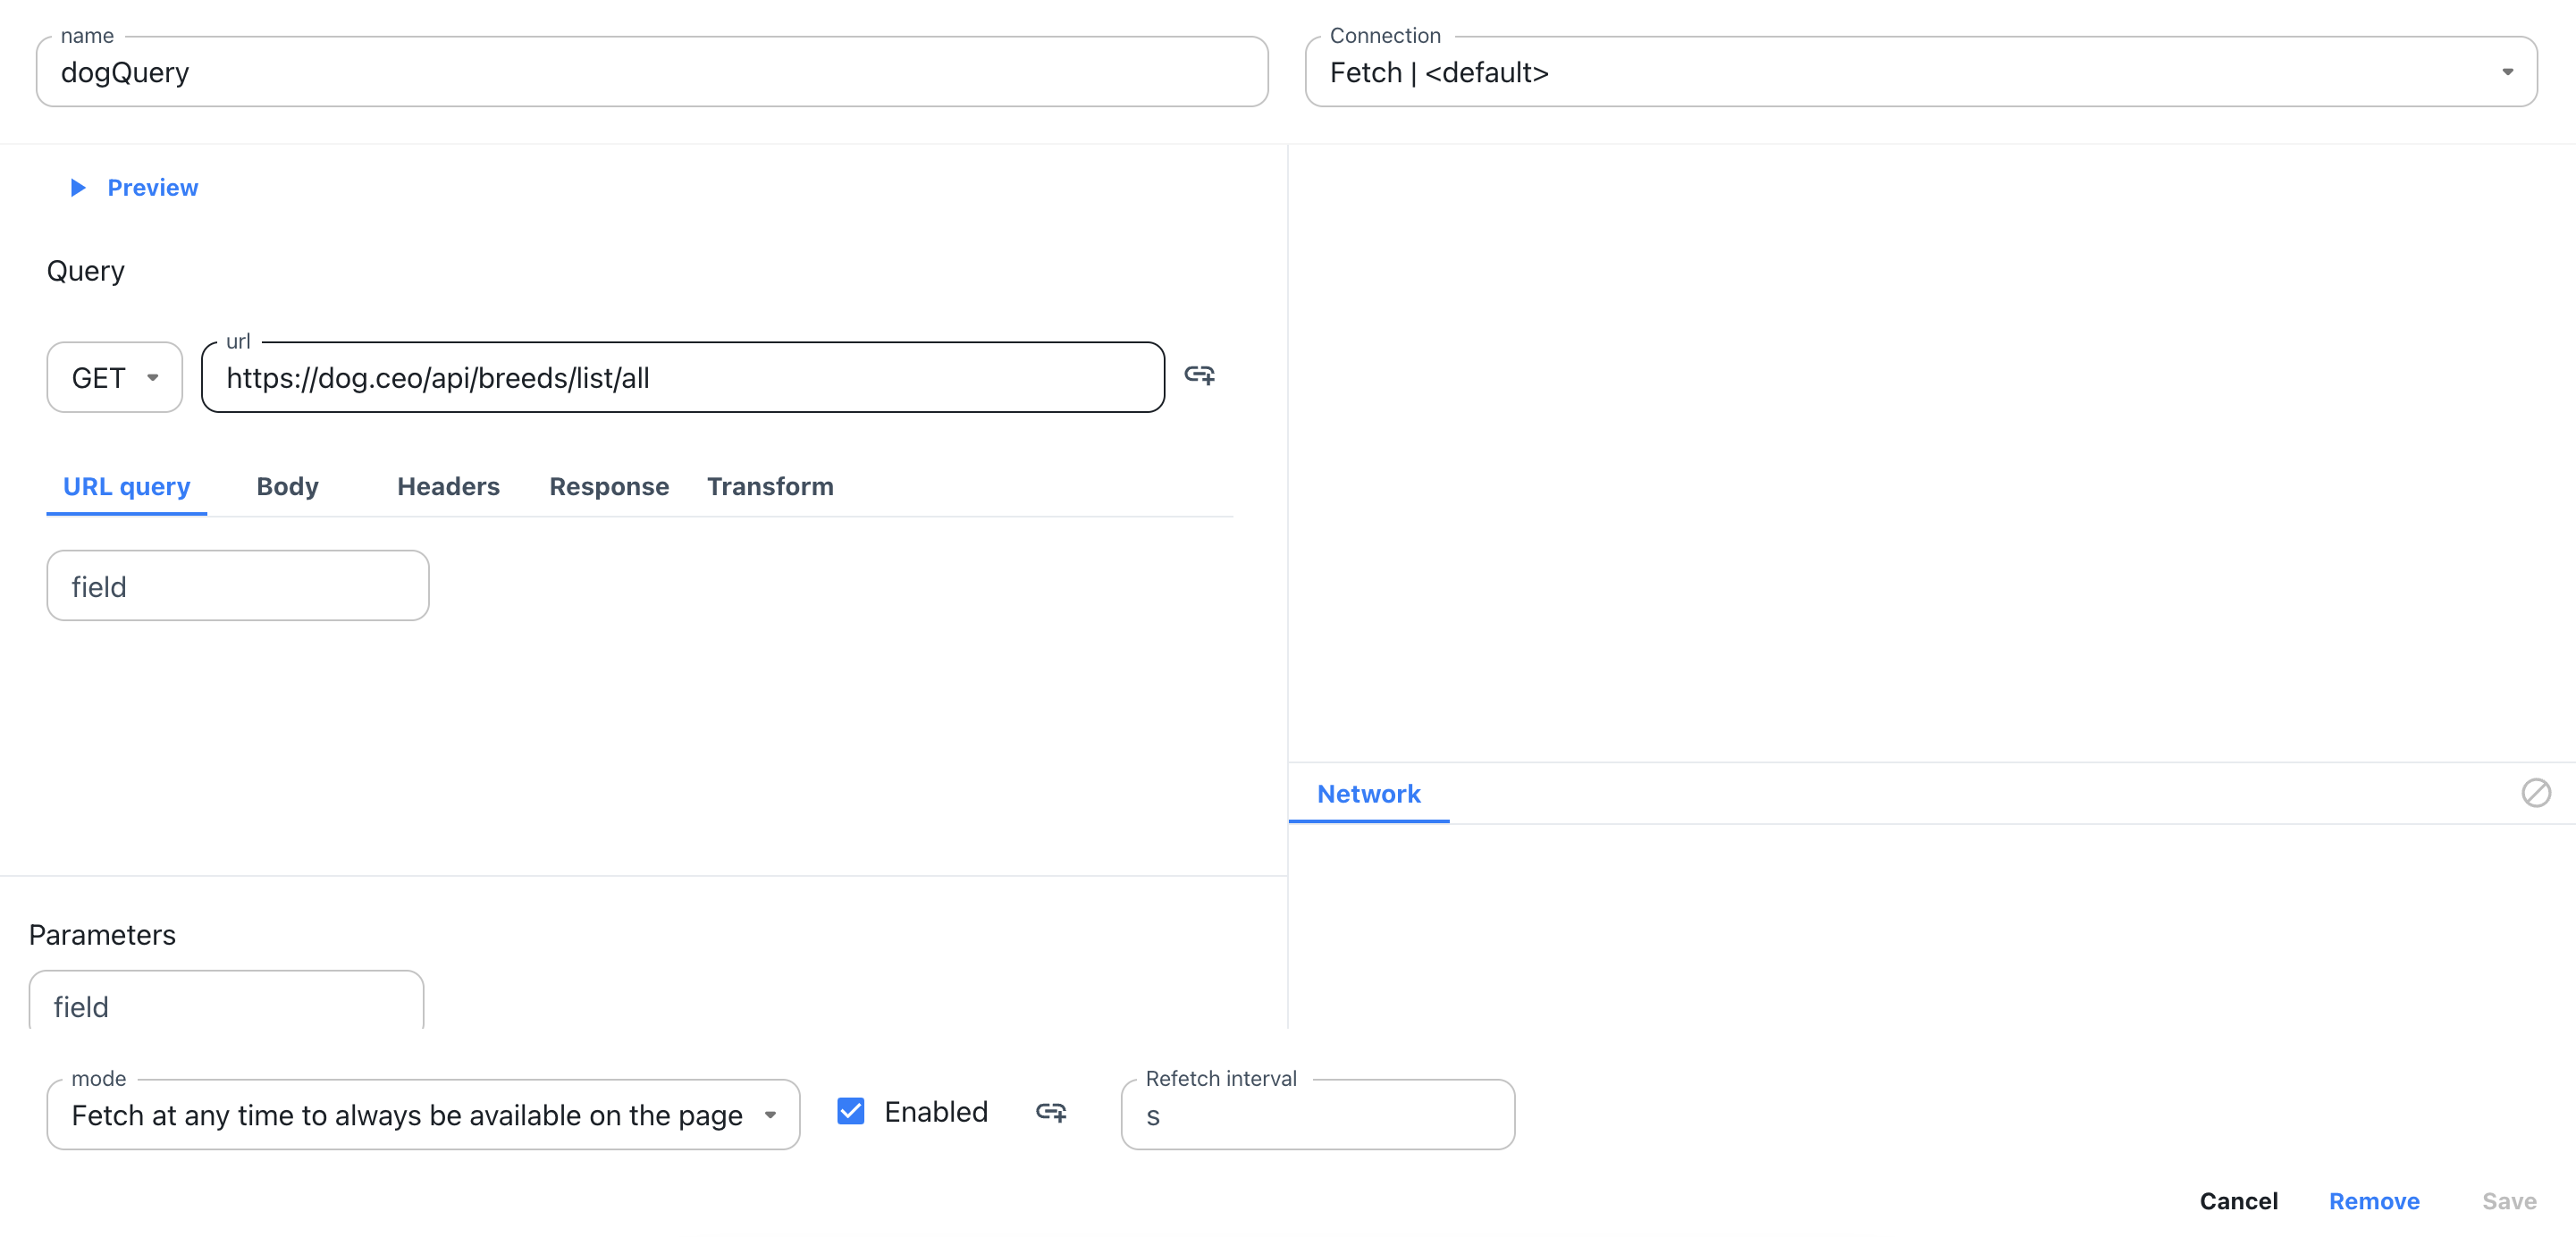 name
dogQuery
Connection
Fetch | <default>
Preview
Query
GET
url
https://dog.ceo/api/breeds/list/all
URL query
Body
Headers
Response
Transform
field
Network
Parameters
field
mode
Fetch at any time to always be available on the page
Enabled
Refetch interval
s
Cancel
Remove
Save